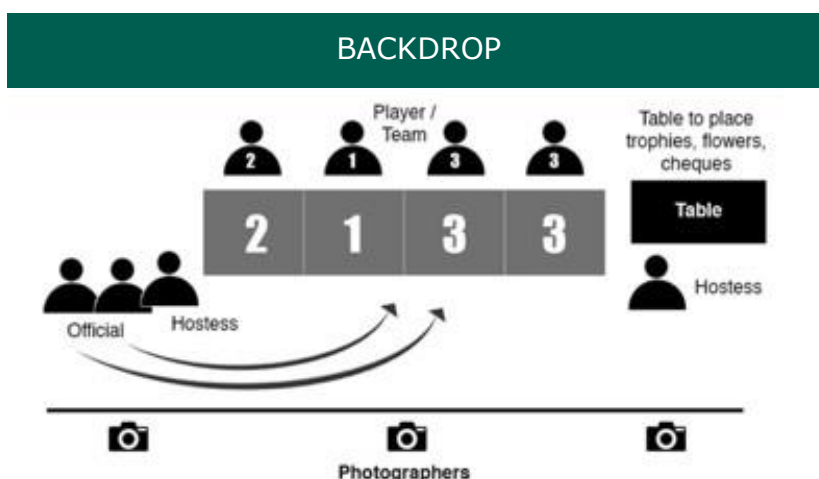 BACKDROP
Player /
Team
Table to place
trophies, flowers,
cheques
2
1
3
3
2
1
3
3
Table
Hostess
Official
Hostess
Photographers